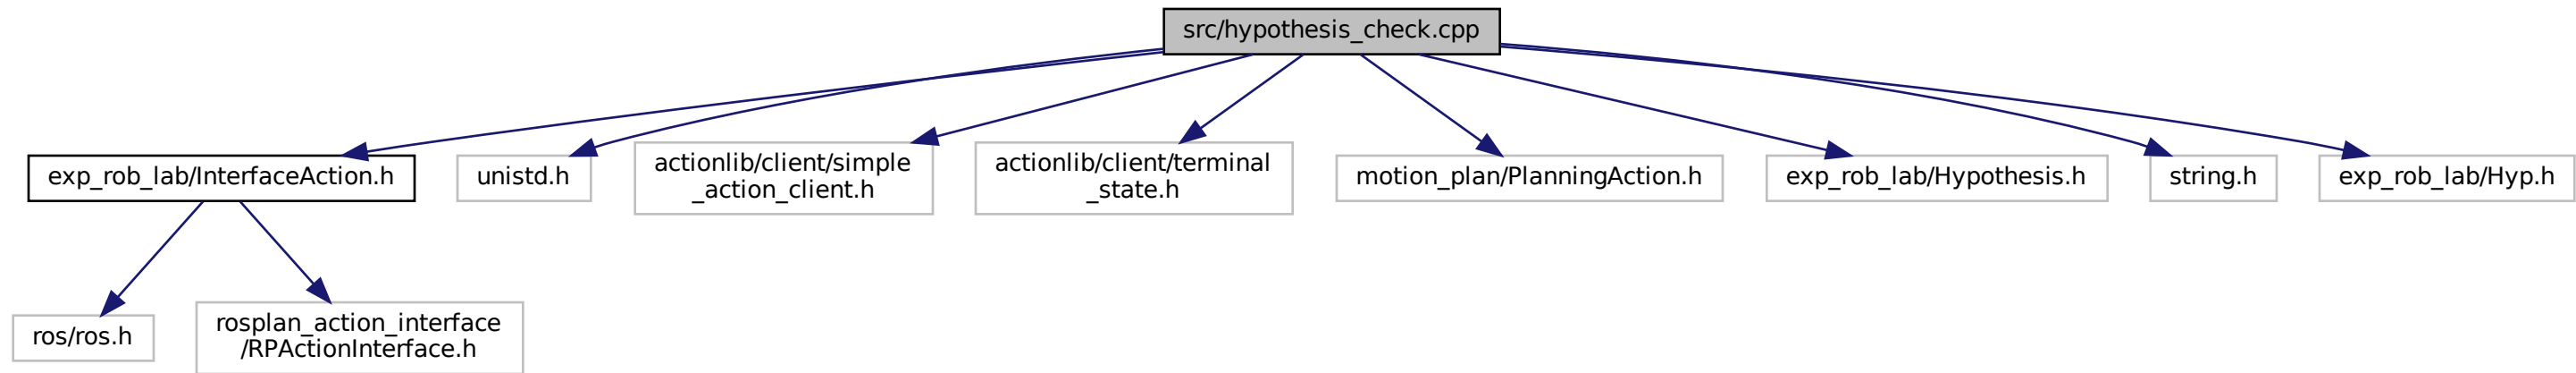 src/hypothesis_check.cpp
exp_rob_lab/InterfaceAction.h
unistd.h
actionlib/client/simple
_action_client.h
actionlib/client/terminal
_state.h
motion_plan/PlanningAction.h
exp_rob_lab/Hypothesis.h
string.h
exp_rob_lab/Hyp.h
ros/ros.h
rosplan_action_interface
/RPActionInterface.h